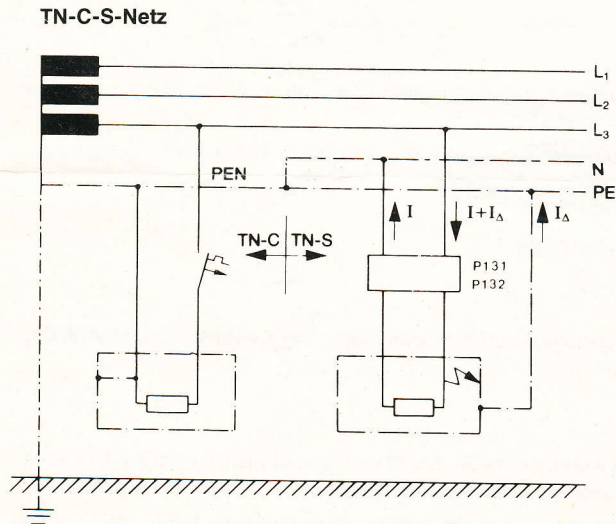 TN-C-S-Netz
L1
L2
L3
N
PEN
PE
I
I+IΔ
IΔ
TN-C
TN-S
P131
P132